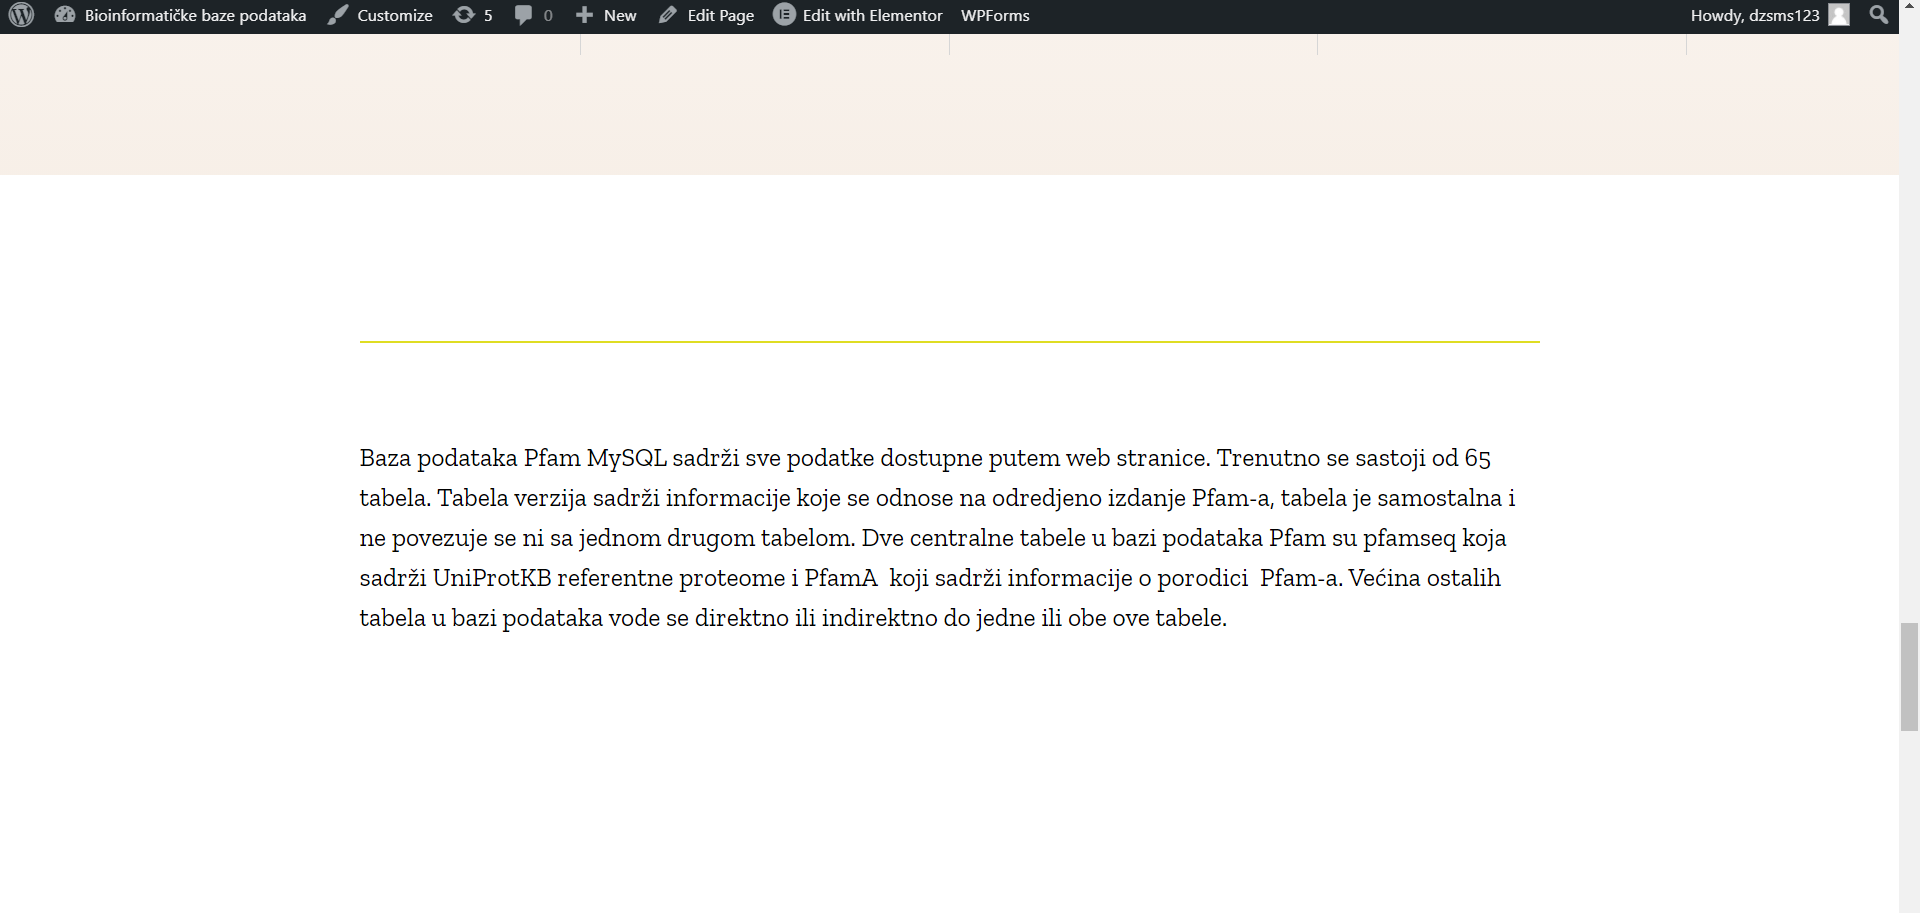 Bioinformatičke baze podataka Customize 5 0 New Edit Page Edit with Elementor WPForms Howdy, dzsms123
Baza podataka Pfam MySQL sadrži sve podatke dostupne putem web stranice. Trenutno se sastoji od 65
tabela. Tabela verzija sadrži informacije koje se odnose na odredjeno izdanje Pfam-a, tabela je samostalna i
ne povezuje se ni sa jednom drugom tabelom. Dve centralne tabele u bazi podataka Pfam su pfamseq koja
sadrži UniProtKB referentne proteome i PfamA  koji sadrži informacije o porodici  Pfam-a. Većina ostalih
tabela u bazi podataka vode se direktno ili indirektno do jedne ili obe ove tabele.